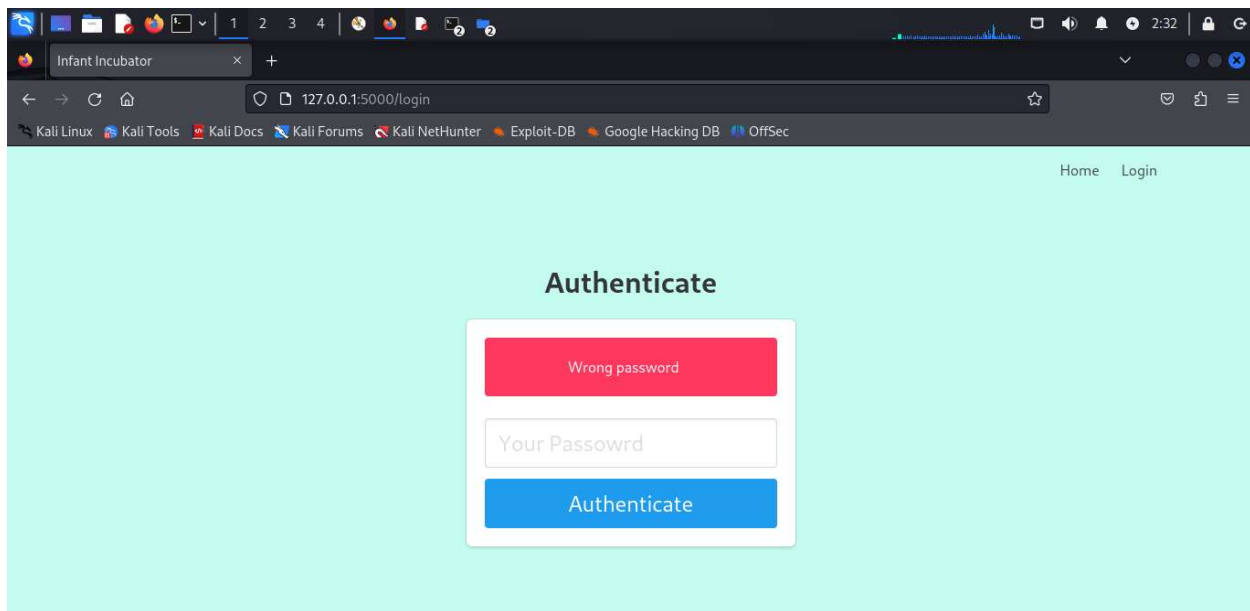 1 2 3 4 2 2 2:32
Infant Incubator
127.0.0.1:5000/login
Kali Linux Kali Tools Kali Docs Kali Forums Kali NetHunter Exploit-DB Google Hacking DB OffSec
Home Login
Authenticate
Wrong password
Your Passowrd
Authenticate